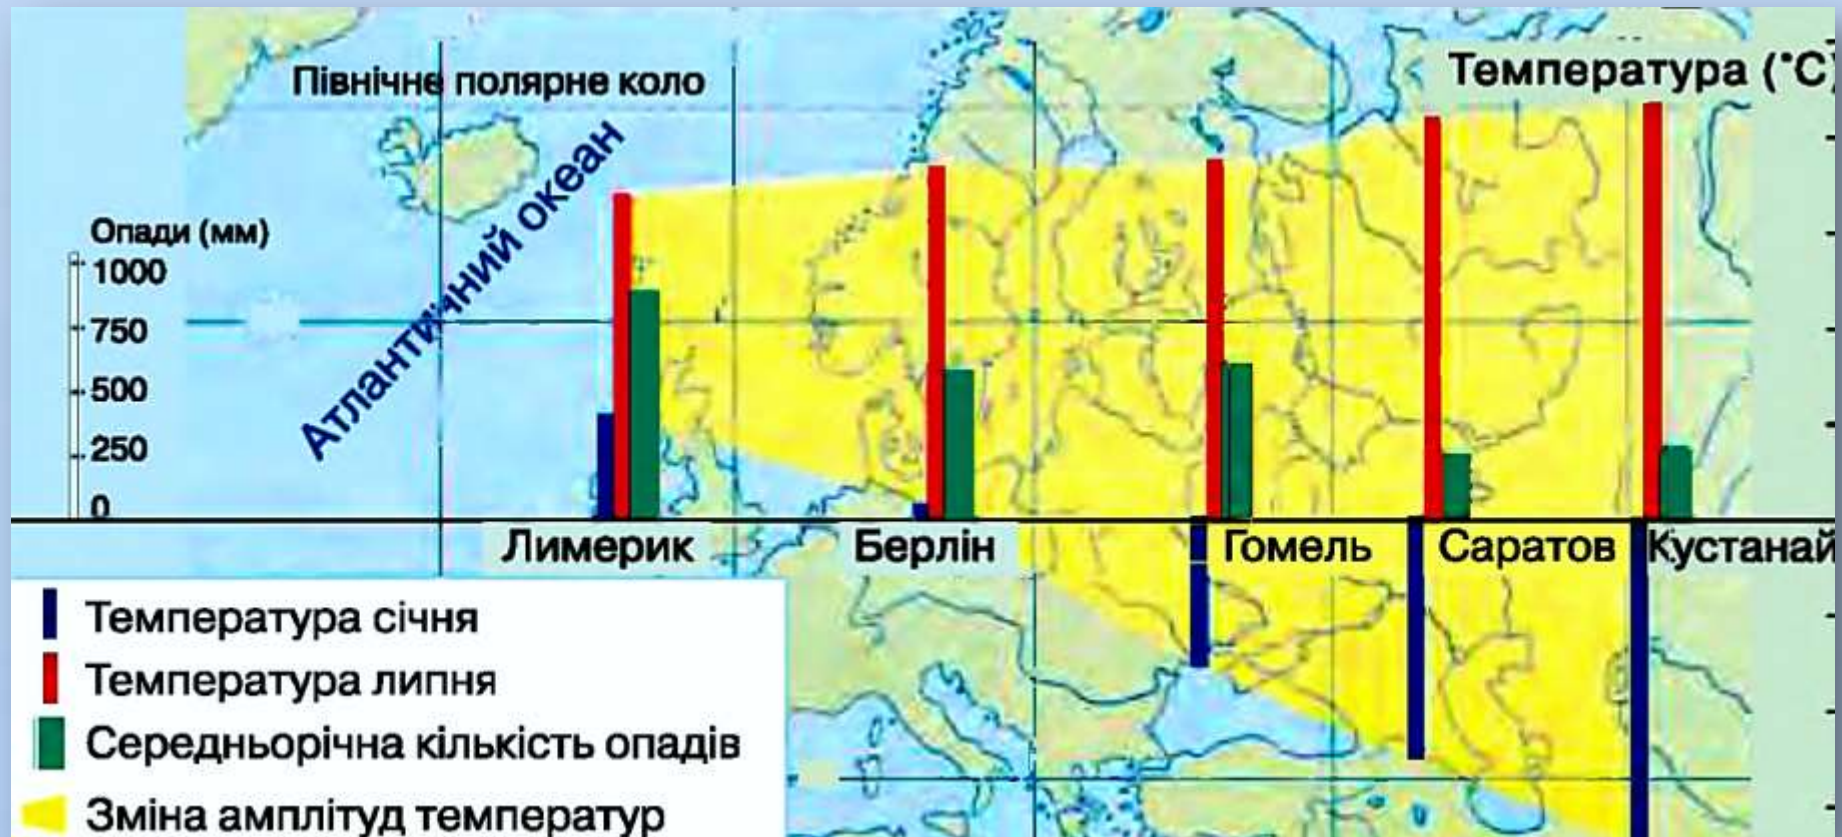 Північне полярне коло
Температура (°C)
Атлантичний океан
Опади (мм)
1000
750
500
250
0
Лимерик
Берлін
Гомель
Саратов
Кустанай
Температура січня
Температура липня
Середньорічна кількість опадів
Зміна амплітуд температур